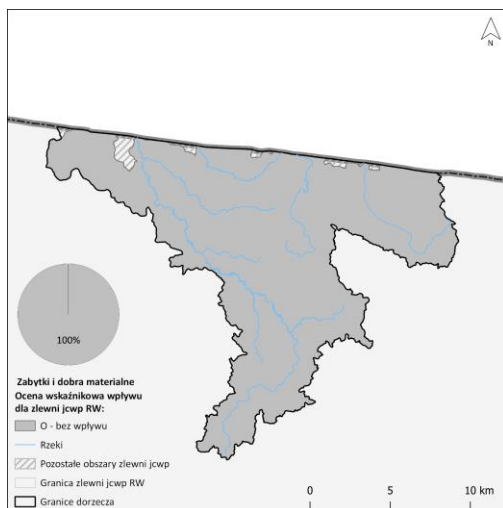 N
100%
Zabytki i dobra materialne
Ocena wskaźnikowa wpływu
dla zlewni jcwp RW:
O - bez wpływu
Rzeki
Pozostałe obszary zlewni jcwp
Granica zlewni jcwp RW
Granice dorzecza
0 5 10 km